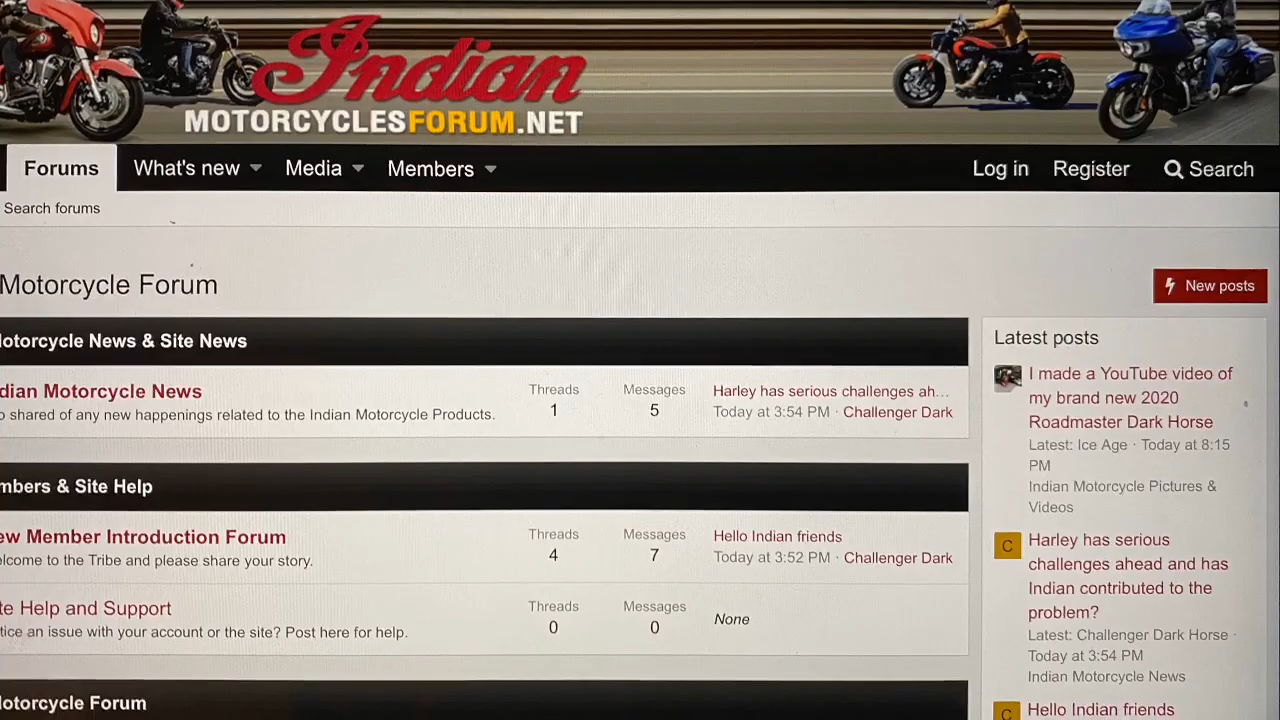 Indian
MOTORCYCLESFORUM.NET
Forums What's new Media Members Log in Register Search
Search forums
Motorcycle Forum
New posts
otorcycle News & Site News
dian Motorcycle News
o shared of any new happenings related to the Indian Motorcycle Products.
Threads
1
Messages
5
Harley has serious challenges ah...
Today at 3:54 PM · Challenger Dark
mbers & Site Help
ew Member Introduction Forum
elcome to the Tribe and please share your story.
Threads
4
Messages
7
Hello Indian friends
Today at 3:52 PM · Challenger Dark
te Help and Support
tice an issue with your account or the site? Post here for help.
Threads
0
Messages
0
None
otorcycle Forum
Latest posts
I made a YouTube video of
my brand new 2020
Roadmaster Dark Horse
Latest: Ice Age · Today at 8:15
PM
Indian Motorcycle Pictures &
Videos
C
Harley has serious
challenges ahead and has
Indian contributed to the
problem?
Latest: Challenger Dark Horse ·
Today at 3:54 PM
Indian Motorcycle News
C
Hello Indian friends